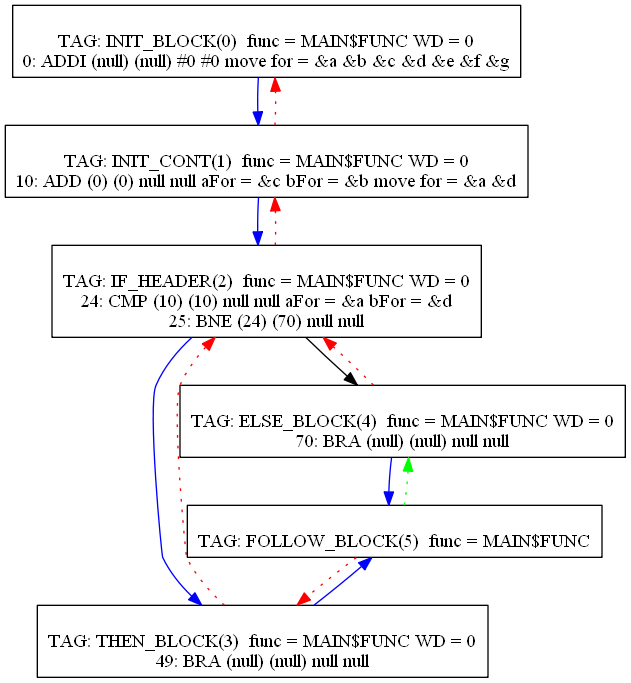 TAG: INIT_BLOCK(0) func = MAIN$FUNC WD = 0
0: ADDI (null) (null) #0 #0 move for = &a &b &c &d &e &f &g
TAG: INIT_CONT(1) func = MAIN$FUNC WD = 0
10: ADD (0) (0) null null aFor = &c bFor = &b move for = &a &d
TAG: IF_HEADER(2) func = MAIN$FUNC WD = 0
24: CMP (10) (10) null null aFor = &a bFor = &d
25: BNE (24) (70) null null
TAG: ELSE_BLOCK(4) func = MAIN$FUNC WD = 0
70: BRA (null) (null) null null
TAG: FOLLOW_BLOCK(5) func = MAIN$FUNC
TAG: THEN_BLOCK(3) func = MAIN$FUNC WD = 0
49: BRA (null) (null) null null